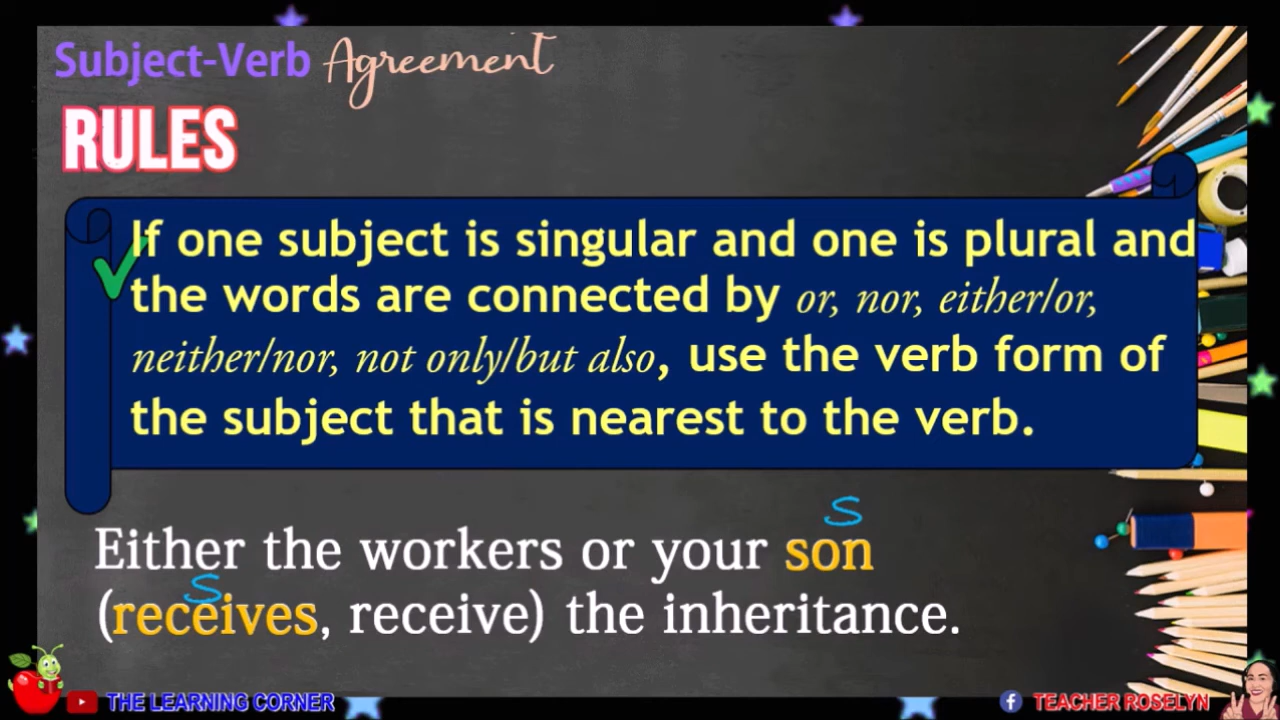 Subject-Verb Agreement
RULES
If one subject is singular and one is plural and
the words are connected by or, nor, either/or,
neither/nor, not only/but also, use the verb form of
the subject that is nearest to the verb.
S
Either the workers or your son
S
(receives, receive) the inheritance.
THE LEARNING CORNER
TEACHER ROSELYN